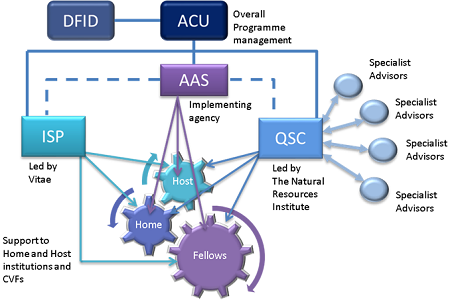 DFID
ACU
Overall
Programme
management
AAS
Implementing
agency
Specialist
Advisors
Specialist
Advisors
Specialist
Advisors
Specialist
Advisors
ISP
Led by
Vitae
QSC
Led by
The Natural
Resources
Institute
Host
Home
Fellows
Support to
Home and Host
institutions and
CVFs